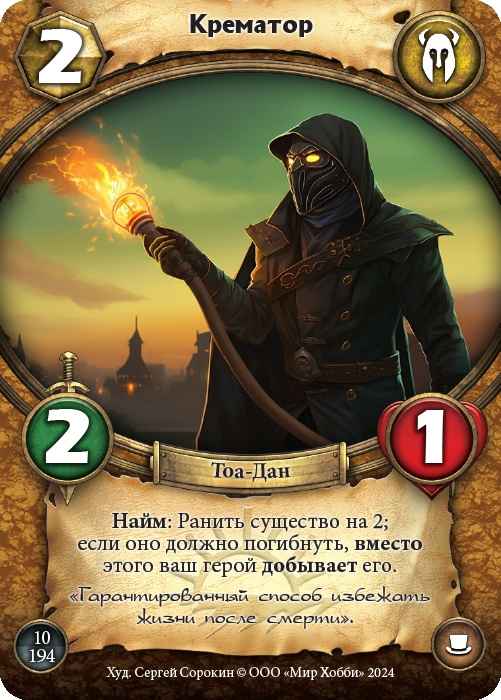 Крематор
2
2
1
Тоа-Дан
Найм: Ранить существо на 2;
если оно должно погибнуть, вместо
этого ваш герой добывает его.
«Гарантированный способ избежать
жизни после смерти».
10
194
Худ. Сергей Сорокин © ООО «Мир Хобби» 2024